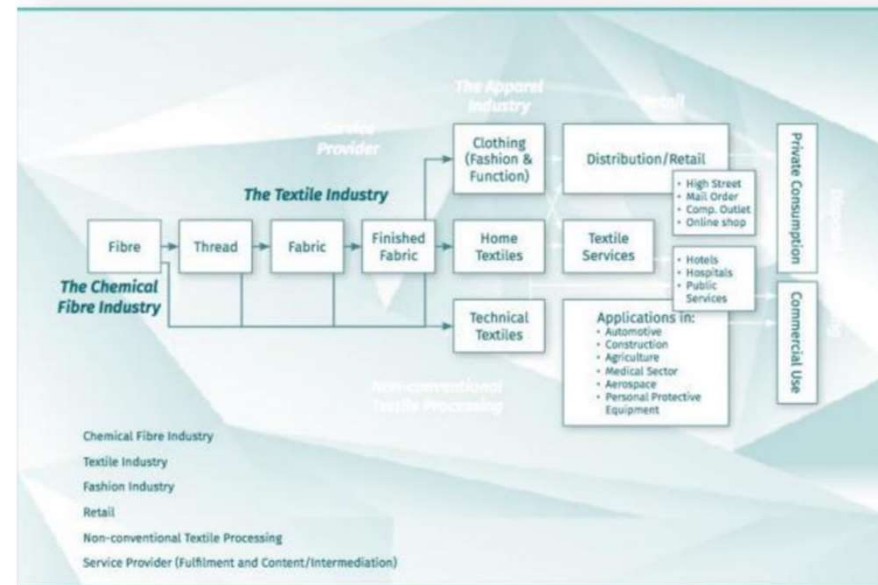 The Apparel
Industry
Retail
Service
Provider
Clothing
(Fashion &
Function)
Distribution/Retail
• High Street
• Mail Order
• Comp. Outlet
• Online shop
Private Consumption
The Textile Industry
Fibre
Thread
Fabric
Finished
Fabric
Home
Textiles
Textile
Services
• Hotels
• Hospitals
• Public
Services
The Chemical
Fibre Industry
Technical
Textiles
Applications in:
• Automotive
• Construction
• Agriculture
• Medical Sector
• Aerospace
• Personal Protective
Equipment
Commercial Use
Non-conventional
Textile Processing
Chemical Fibre Industry
Textile Industry
Fashion Industry
Retail
Non-conventional Textile Processing
Service Provider (Fulfilment and Content/Intermediation)